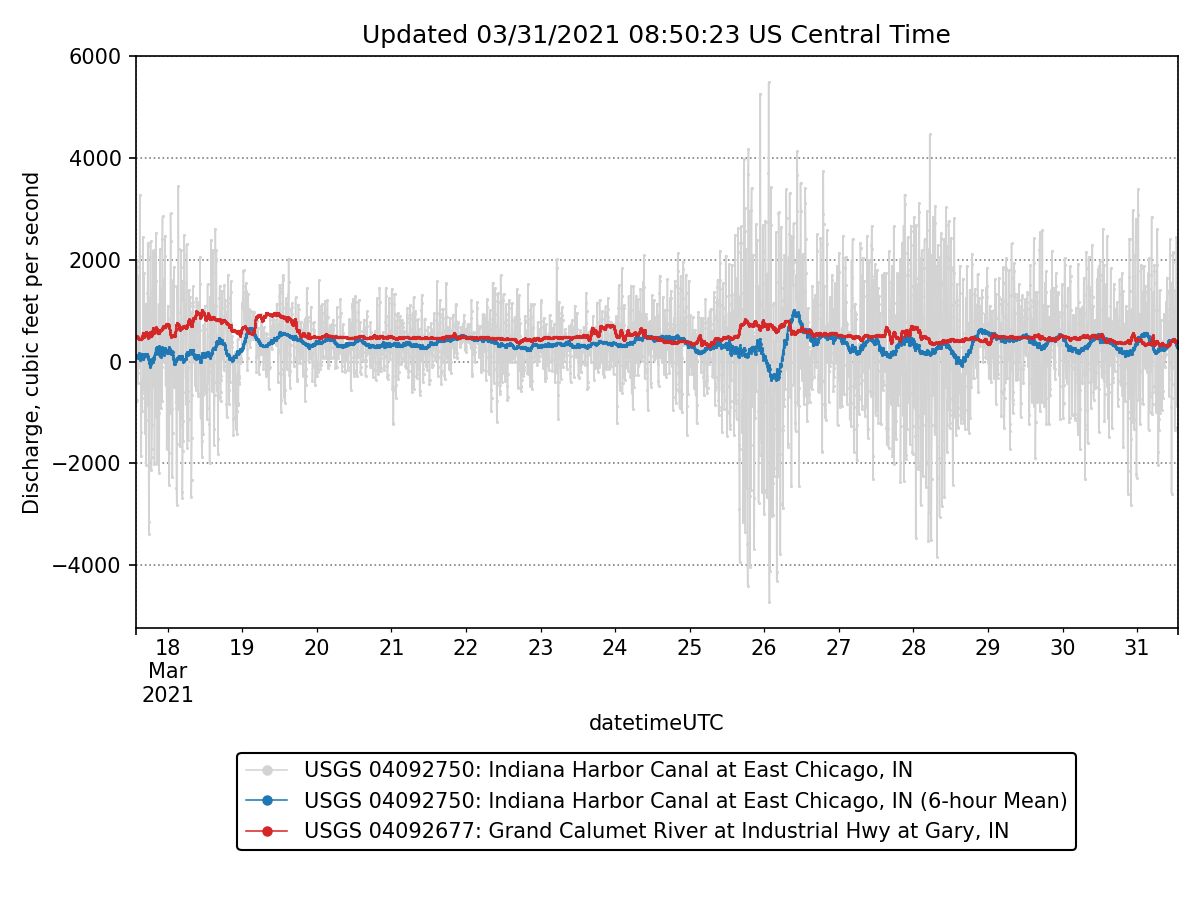 Updated 03/31/2021 08:50:23 US Central Time
6000
4000
2000
0
−2000
−4000
Discharge, cubic feet per second
18 19 20 21 22 23 24 25 26 27 28 29 30 31
Mar
2021
datetimeUTC
USGS 04092750: Indiana Harbor Canal at East Chicago, IN
USGS 04092750: Indiana Harbor Canal at East Chicago, IN (6-hour Mean)
USGS 04092677: Grand Calumet River at Industrial Hwy at Gary, IN